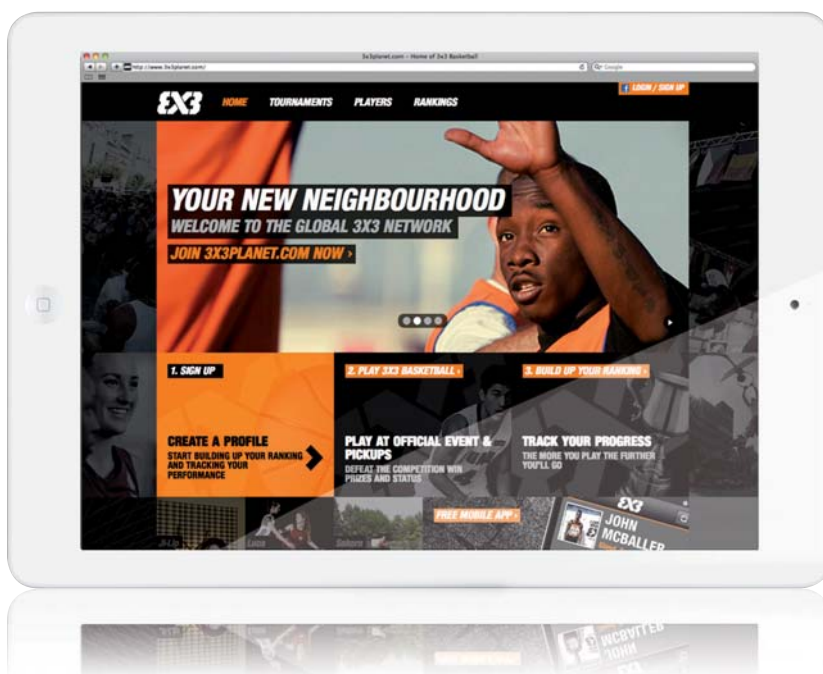 3x3planet.com – Home of 3x3 Basketball
http://www.3x3planet.com/
Google
LOGIN / SIGN UP
3X3
HOME
TOURNAMENTS
PLAYERS
RANKINGS
YOUR NEW NEIGHBOURHOOD
WELCOME TO THE GLOBAL 3X3 NETWORK
JOIN 3X3PLANET.COM NOW ›
1. SIGN UP
CREATE A PROFILE
START BUILDING UP YOUR RANKING
AND TRACKING YOUR
PERFORMANCE
2. PLAY 3X3 BASKETBALL ›
PLAY AT OFFICIAL EVENT &
PICKUPS
DEFEAT THE COMPETITION WIN
PRIZES AND STATUS
3. BUILD UP YOUR RANKING ›
TRACK YOUR PROGRESS
THE MORE YOU PLAY THE FURTHER
YOU'LL GO
Luca
FREE MOBILE APP ›
3X3
JOHN
MCBALLER